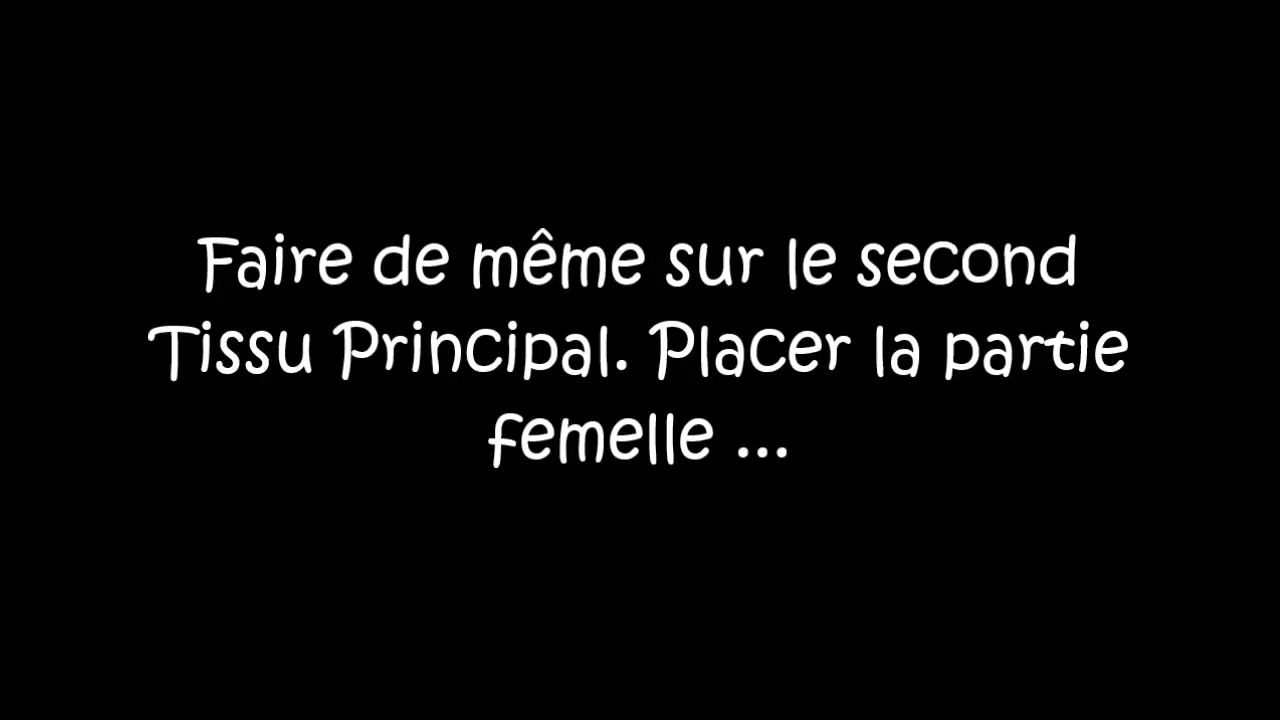 Faire de même sur le second
Tissu Principal. Placer la partie
femelle ...